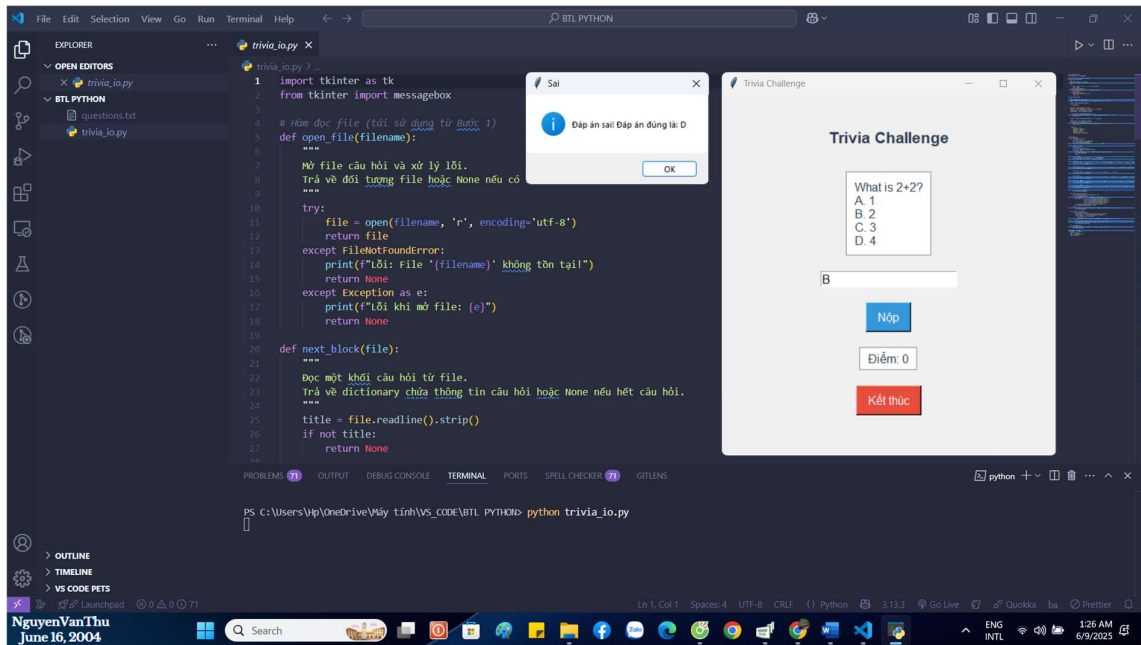 File Edit Selection View Go Run Terminal Help
BTL PYTHON
EXPLORER
OPEN EDITORS
trivia_io.py
BTL PYTHON
questions.txt
trivia_io.py
OUTLINE
TIMELINE
VS CODE PETS
trivia_io.py
trivia_io.py > ...
1 import tkinter as tk
2 from tkinter import messagebox
3
4 # Hàm đọc file (tái sử dụng từ Bước 1)
5 def open_file(filename):
6 """
7 Mở file câu hỏi và xử lý lỗi.
8 Trả về đối tượng file hoặc None nếu có
9 """
10 try:
11 file = open(filename, 'r', encoding='utf-8')
12 return file
13 except FileNotFoundError:
14 print(f"Lỗi: File '{filename}' không tồn tại!")
15 return None
16 except Exception as e:
17 print(f"Lỗi khi mở file: {e}")
18 return None
19
20 def next_block(file):
21 """
22 Đọc một khối câu hỏi từ file.
23 Trả về dictionary chứa thông tin câu hỏi hoặc None nếu hết câu hỏi.
24 """
25 title = file.readline().strip()
26 if not title:
27 return None
Sai
Đáp án sai! Đáp án đúng là: D
OK
Trivia Challenge
Trivia Challenge
What is 2+2?
A. 1
B. 2
C. 3
D. 4
B
Nộp
Điểm: 0
Kết thúc
PROBLEMS 71 OUTPUT DEBUG CONSOLE TERMINAL PORTS SPELL CHECKER 71 GITLENS
python
PS C:\Users\Hp\OneDrive\Máy tính\VS_CODE\BTL PYTHON> python trivia_io.py
Launchpad 0 0 71
Ln 1, Col 1 Spaces: 4 UTF-8 CRLF {} Python 3.13.3 Go Live Quokka ba Prettier
NguyenVanThu
June 16, 2004
Search
Zalo
ENG
INTL
1:26 AM
6/9/2025